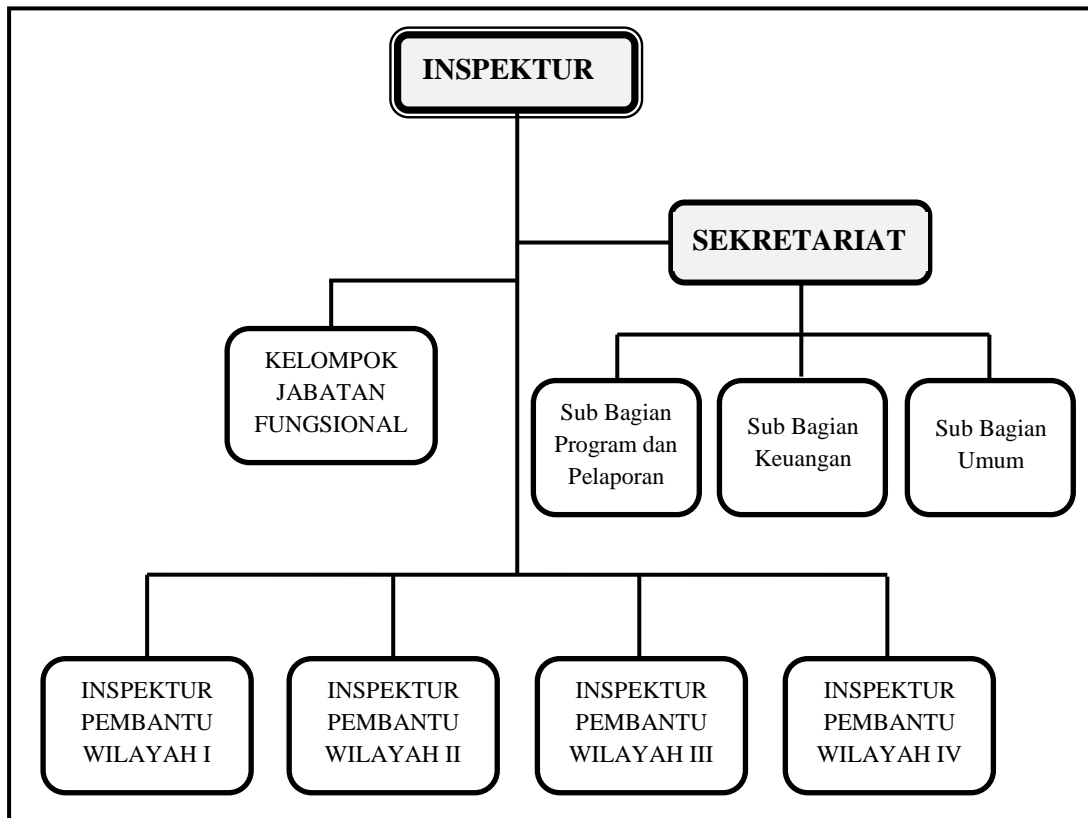 INSPEKTUR
SEKRETARIAT
KELOMPOK
JABATAN
FUNGSIONAL
Sub Bagian
Program dan
Pelaporan
Sub Bagian
Keuangan
Sub Bagian
Umum
INSPEKTUR
PEMBANTU
WILAYAH I
INSPEKTUR
PEMBANTU
WILAYAH II
INSPEKTUR
PEMBANTU
WILAYAH III
INSPEKTUR
PEMBANTU
WILAYAH IV